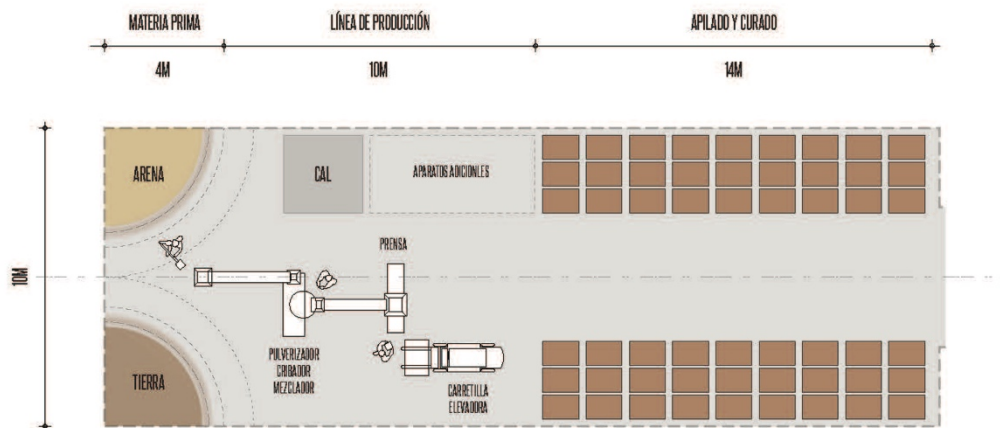 MATERIA PRIMA
LÍNEA DE PRODUCCIÓN
APILADO Y CURADO
4M
10M
14M
ARENA
CAL
APARATOS ADICIONLES
PRENSA
10M
PULVERIZADOR
CRIBADOR
MEZCLADOR
TIERRA
CARRETILLA
ELEVADORA